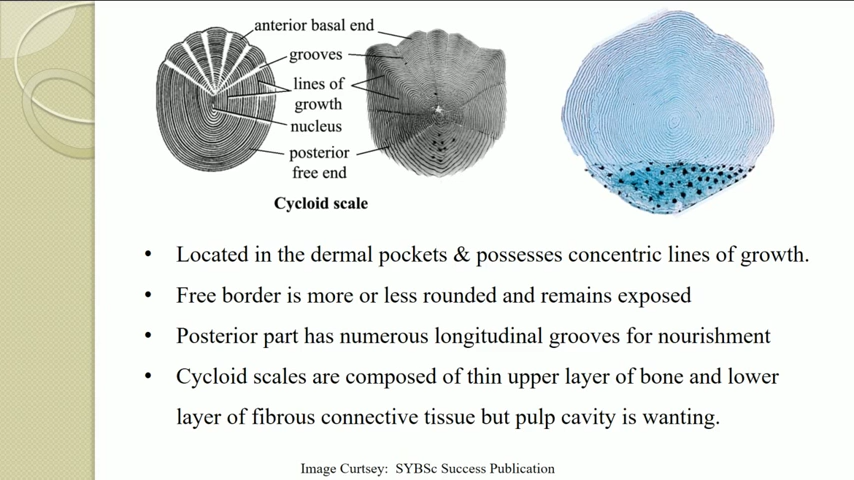 anterior basal end
grooves
lines of
growth
nucleus
posterior
free end
Cycloid scale
• Located in the dermal pockets & possesses concentric lines of growth.
• Free border is more or less rounded and remains exposed
• Posterior part has numerous longitudinal grooves for nourishment
• Cycloid scales are composed of thin upper layer of bone and lower
layer of fibrous connective tissue but pulp cavity is wanting.
Image Curtsey: SYBSc Success Publication